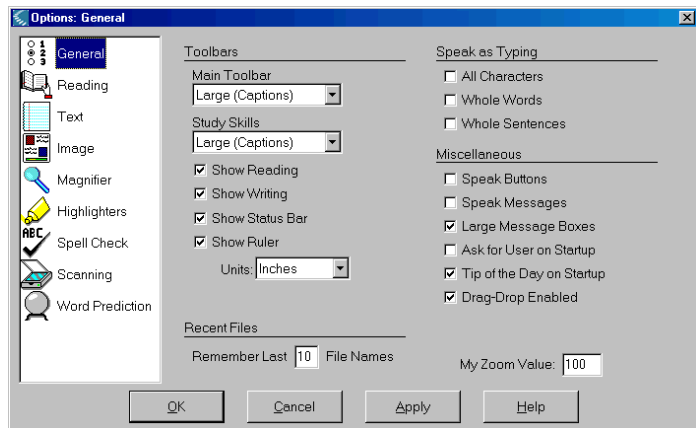 Options: General
General
Reading
Text
Image
Magnifier
Highlighters
ABC
Spell Check
Scanning
Word Prediction
Toolbars
Main Toolbar
Large (Captions)
Study Skills
Large (Captions)
Show Reading
Show Writing
Show Status Bar
Show Ruler
Units: Inches
Recent Files
Remember Last 10 File Names
Speak as Typing
All Characters
Whole Words
Whole Sentences
Miscellaneous
Speak Buttons
Speak Messages
Large Message Boxes
Ask for User on Startup
Tip of the Day on Startup
Drag-Drop Enabled
My Zoom Value: 100
OK Cancel Apply Help